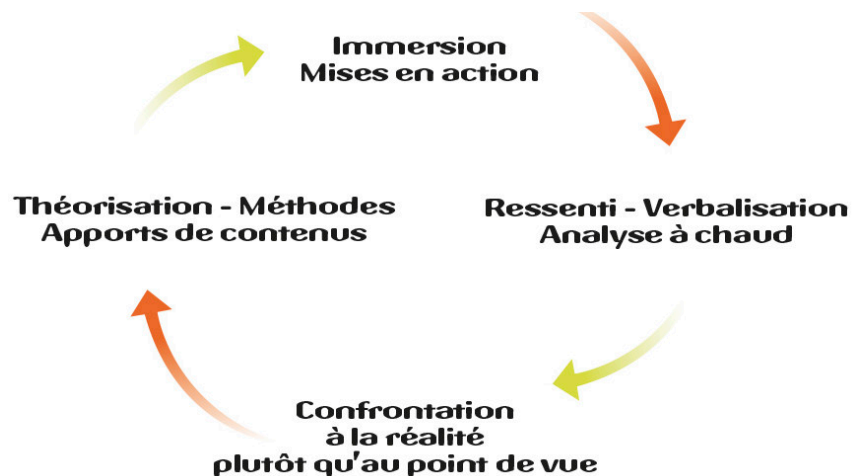 Immersion
Mises en action
Théorisation - Méthodes
Apports de contenus
Ressenti - Verbalisation
Analyse à chaud
Confrontation
à la réalité
plutôt qu'au point de vue